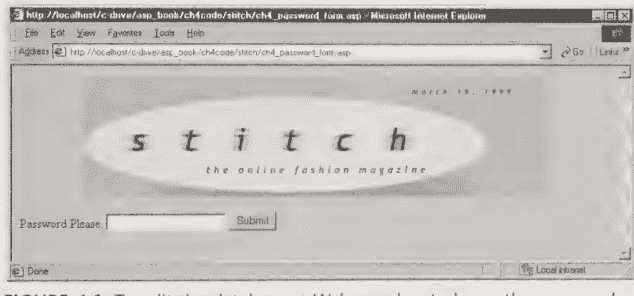 http://localhost/c-drive/asp_book/ch4code/stitch/ch4_password_form.asp - Microsoft Internet Explorer
File Edit View Favorites Tools Help
Address http://localhost/c-drive/asp_book/ch4code/stitch/ch4_password_form.asp Go Links »
march 19, 1999
stitch
the online fashion magazine
Password Please: Submit
Done Local intranet